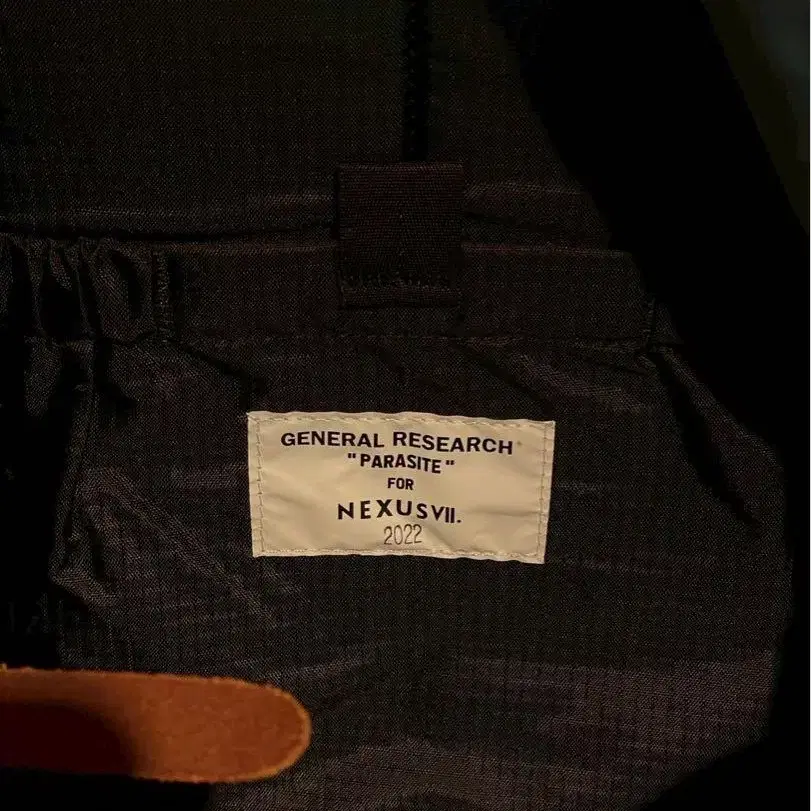 GENERAL RESEARCH
"PARASITE"
FOR
NEXUSVII.
2022